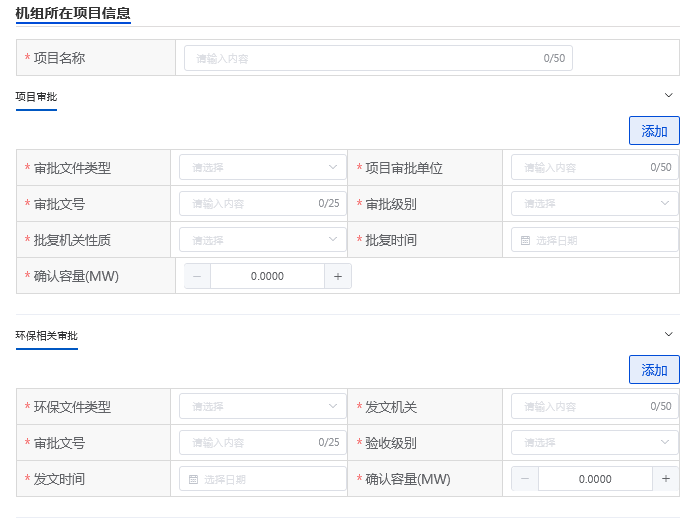 机组所在项目信息
* 项目名称 请输入内容 0/50
项目审批
添加
* 审批文件类型 请选择 * 项目审批单位 请输入内容 0/50
* 审批文号 请输入内容 0/25 * 审批级别 请选择
* 批复机关性质 请选择 * 批复时间 选择日期
* 确认容量(MW) − 0.0000 +
环保相关审批
添加
* 环保文件类型 请选择 * 发文机关 请输入内容 0/50
* 审批文号 请输入内容 0/25 * 验收级别 请选择
* 发文时间 选择日期 * 确认容量(MW) − 0.0000 +